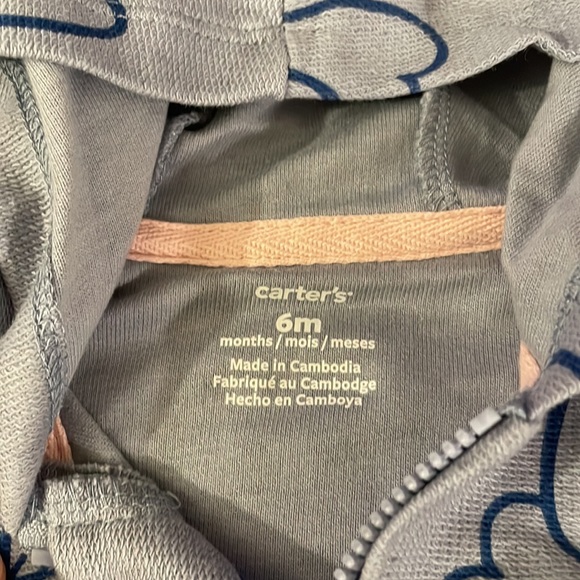 carter's
6m
months / mois / meses
Made in Cambodia
Fabriqué au Cambodge
Hecho en Camboya